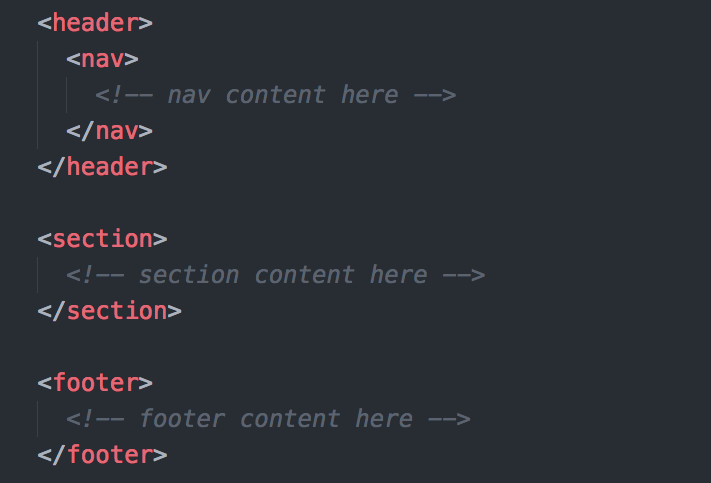 <header>
  <nav>
    <!-- nav content here -->
  </nav>
</header>

<section>
  <!-- section content here -->
</section>

<footer>
  <!-- footer content here -->
</footer>